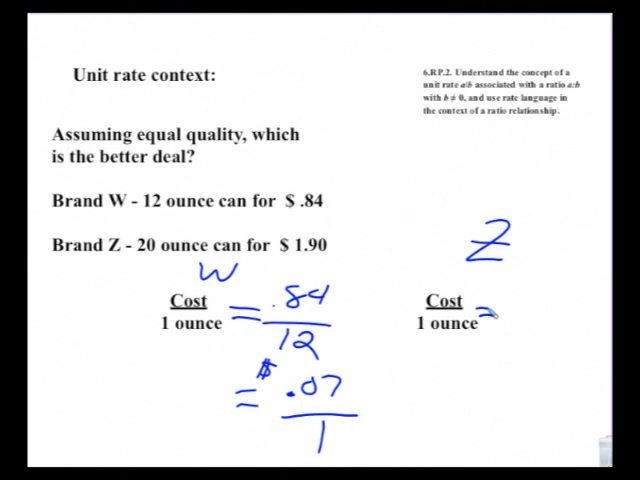 Unit rate context:
6.RP.2. Understand the concept of a
unit rate a/b associated with a ratio a:b
with b ≠ 0, and use rate language in
the context of a ratio relationship.
Assuming equal quality, which
is the better deal?
Brand W - 12 ounce can for $ .84
Brand Z - 20 ounce can for $ 1.90
W
Z
Cost
1 ounce
= .84
12
= $ .07
1
Cost
1 ounce
=